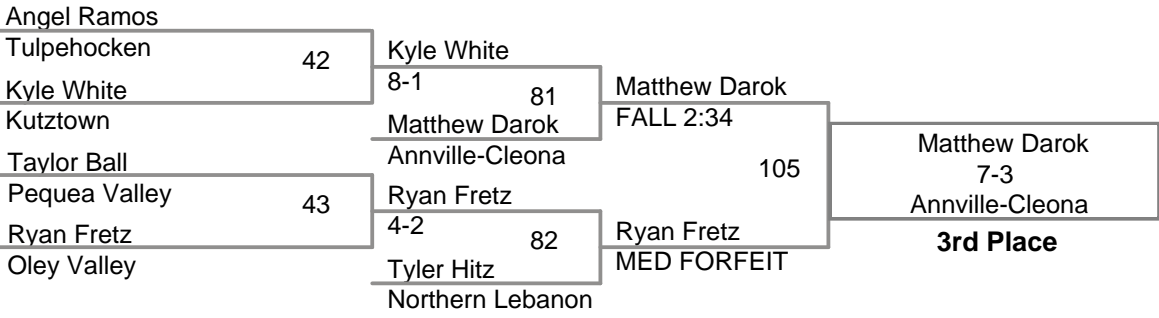 Angel Ramos
Tulpehocken
42
Kyle White
Kutztown
Taylor Ball
Pequea Valley
43
Ryan Fretz
Oley Valley
Kyle White
8-1
81
Matthew Darok
Annville-Cleona
Ryan Fretz
4-2
82
Tyler Hitz
Northern Lebanon
Matthew Darok
FALL 2:34
105
Ryan Fretz
MED FORFEIT
Matthew Darok
7-3
Annville-Cleona
3rd Place